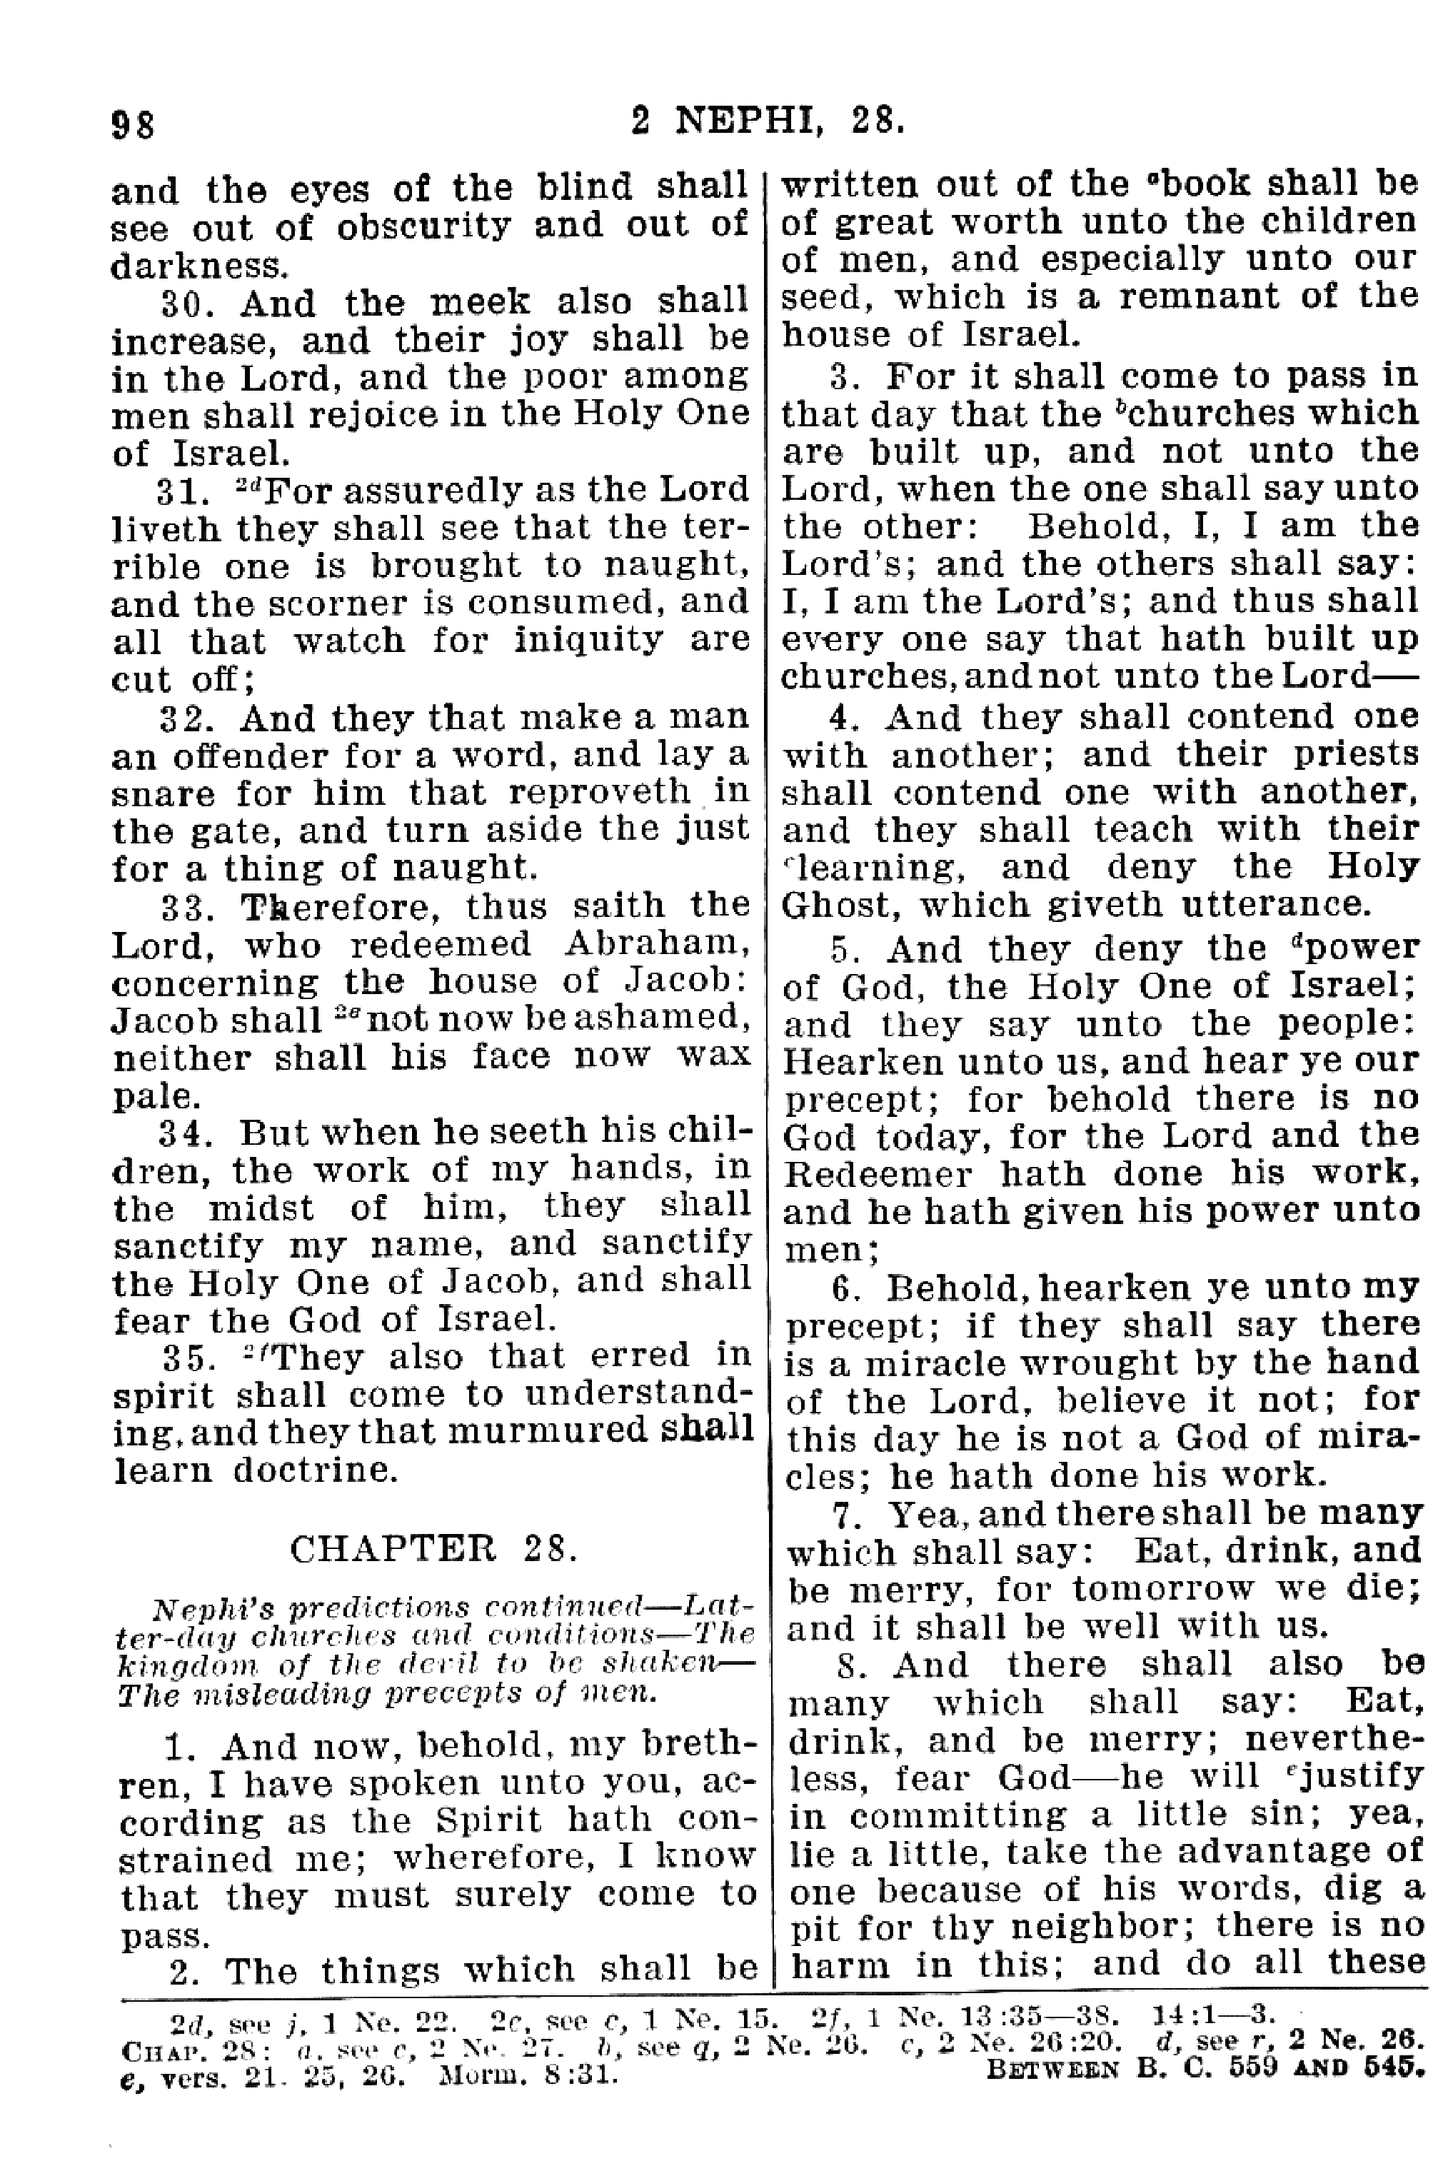 98
2 NEPHI, 28.
and the eyes of the blind shall
see out of obscurity and out of
darkness.
30. And the meek also shall
increase, and their joy shall be
in the Lord, and the poor among
men shall rejoice in the Holy One
of Israel.
31. 2dFor assuredly as the Lord
liveth they shall see that the ter-
rible one is brought to naught,
and the scorner is consumed, and
all that watch for iniquity are
cut off;
32. And they that make a man
an offender for a word, and lay a
snare for him that reproveth in
the gate, and turn aside the just
for a thing of naught.
33. Therefore, thus saith the
Lord, who redeemed Abraham,
concerning the house of Jacob:
Jacob shall 2enot now be ashamed,
neither shall his face now wax
pale.
34. But when he seeth his chil-
dren, the work of my hands, in
the midst of him, they shall
sanctify my name, and sanctify
the Holy One of Jacob, and shall
fear the God of Israel.
35. 2fThey also that erred in
spirit shall come to understand-
ing, and they that murmured shall
learn doctrine.
CHAPTER 28.
Nephi's predictions continued—Lat-
ter-day churches and conditions—The
kingdom of the devil to be shaken—
The misleading precepts of men.
1. And now, behold, my breth-
ren, I have spoken unto you, ac-
cording as the Spirit hath con-
strained me; wherefore, I know
that they must surely come to
pass.
2. The things which shall be
written out of the abook shall be
of great worth unto the children
of men, and especially unto our
seed, which is a remnant of the
house of Israel.
3. For it shall come to pass in
that day that the bchurches which
are built up, and not unto the
Lord, when the one shall say unto
the other: Behold, I, I am the
Lord's; and the others shall say:
I, I am the Lord's; and thus shall
every one say that hath built up
churches, and not unto the Lord—
4. And they shall contend one
with another; and their priests
shall contend one with another,
and they shall teach with their
clearning, and deny the Holy
Ghost, which giveth utterance.
5. And they deny the dpower
of God, the Holy One of Israel;
and they say unto the people:
Hearken unto us, and hear ye our
precept; for behold there is no
God today, for the Lord and the
Redeemer hath done his work,
and he hath given his power unto
men;
6. Behold, hearken ye unto my
precept; if they shall say there
is a miracle wrought by the hand
of the Lord, believe it not; for
this day he is not a God of mira-
cles; he hath done his work.
7. Yea, and there shall be many
which shall say: Eat, drink, and
be merry, for tomorrow we die;
and it shall be well with us.
8. And there shall also be
many which shall say: Eat,
drink, and be merry; neverthe-
less, fear God—he will ejustify
in committing a little sin; yea,
lie a little, take the advantage of
one because of his words, dig a
pit for thy neighbor; there is no
harm in this; and do all these
2d, see j, 1 Ne. 22. 2e, see c, 1 Ne. 15. 2f, 1 Ne. 13:35—38. 14:1—3.
CHAP. 28: a, see c, 2 Ne. 27. b, see q, 2 Ne. 26. c, 2 Ne. 26:20. d, see r, 2 Ne. 26.
e, vers. 21. 25, 26. Morm. 8:31. BETWEEN B. C. 559 AND 545.